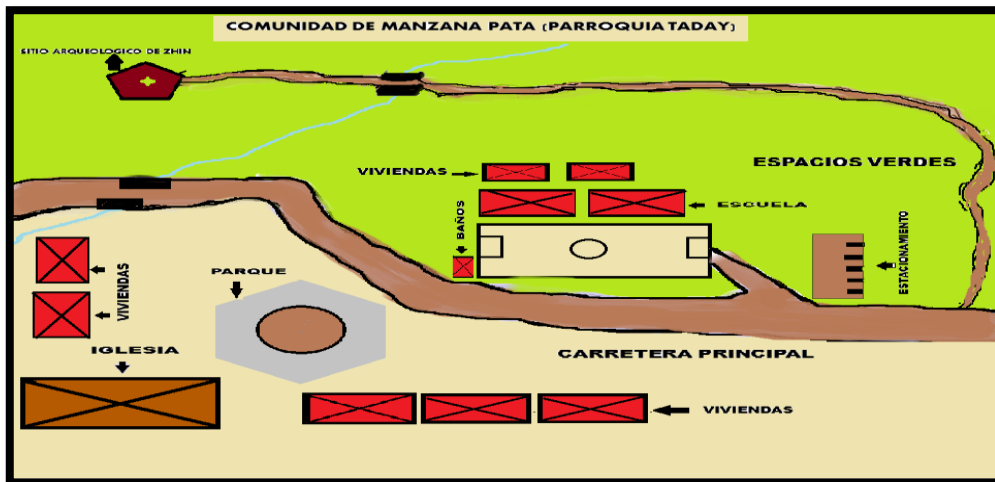 COMUNIDAD DE MANZANA PATA (PARROQUIA TADAY)
SITIO ARQUEOLOGICO DE ZHIN
ESPACIOS VERDES
VIVIENDAS
ESCUELA
BAÑOS
ESTACIONAMIENTO
PARQUE
VIVIENDAS
IGLESIA
CARRETERA PRINCIPAL
VIVIENDAS